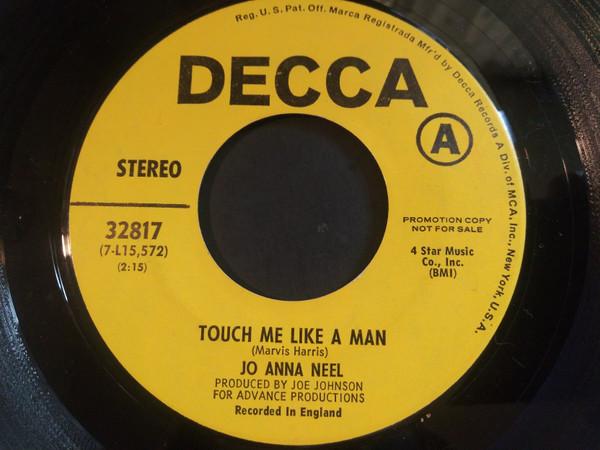 Reg. U.S. Pat. Off. Marca Registrada Mfr'd by Decca Records A Div. of MCA, Inc., New York, U.S.A.
DECCA
A
STEREO
32817
(7-L15,572)
(2:15)
PROMOTION COPY
NOT FOR SALE
4 Star Music
Co., Inc.
(BMI)
TOUCH ME LIKE A MAN
(Marvis Harris)
JO ANNA NEEL
PRODUCED BY JOE JOHNSON
FOR ADVANCE PRODUCTIONS
Recorded In England